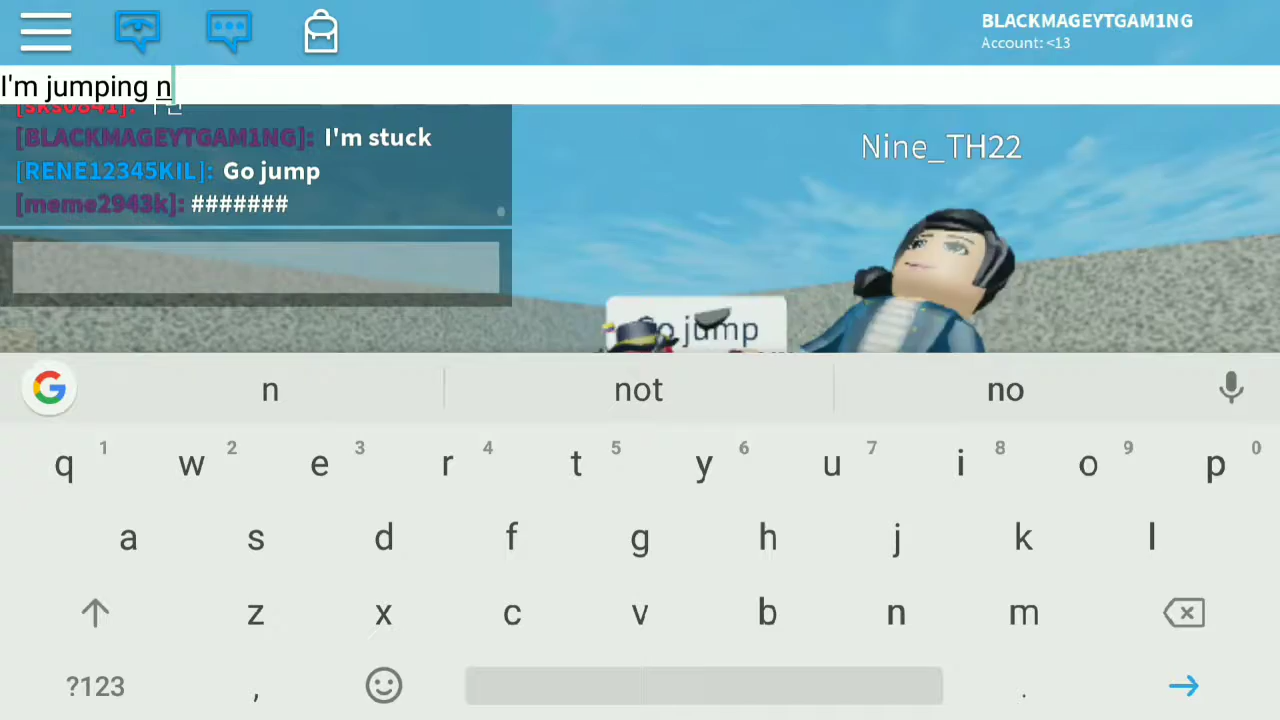 BLACKMAGEYTGAM1NG
Account: <13
I'm jumping n
[sks0841]:
[BLACKMAGEYTGAM1NG]: I'm stuck
[RENE12345KIL]: Go jump
[meme2943k]: #######
Nine_TH22
Go jump
n not no
q 1 w 2 e 3 r 4 t 5 y 6 u 7 i 8 o 9 p 0
a s d f g h j k l
z x c v b n m
?123 , .